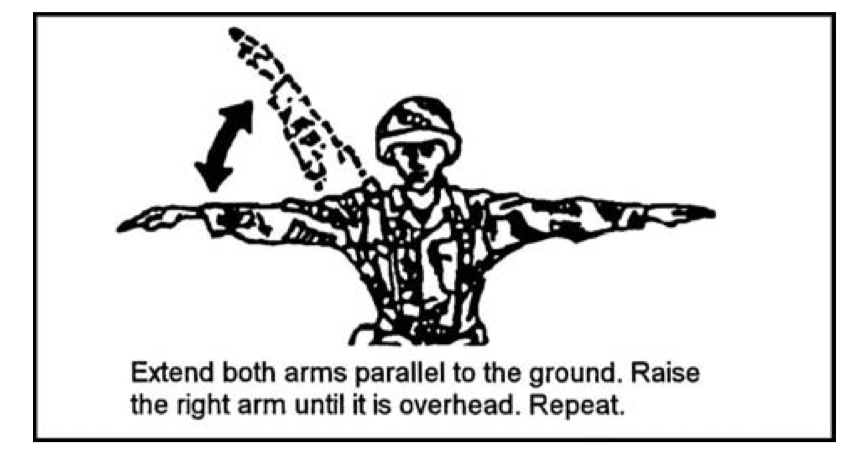 Extend both arms parallel to the ground. Raise
the right arm until it is overhead. Repeat.